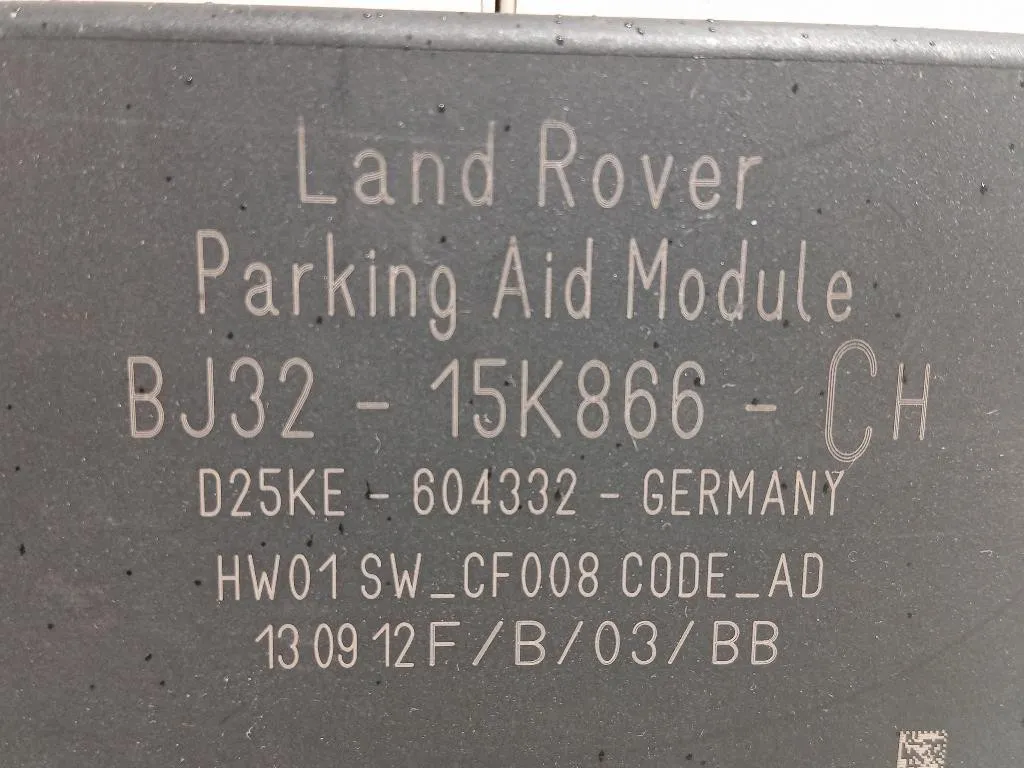 Land Rover
Parking Aid Module
BJ32 - 15K866 - CH
D25KE - 604332 - GERMANY
HW01 SW_CF008 CODE_AD
13 09 12 F/B/03/BB